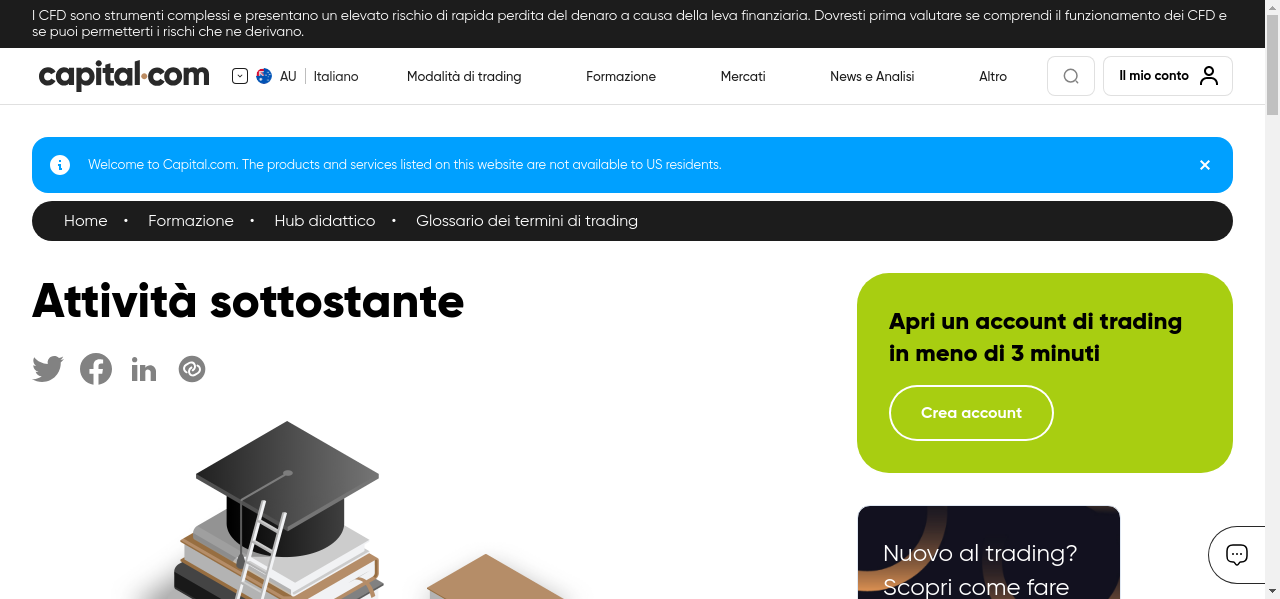 I CFD sono strumenti complessi e presentano un elevato rischio di rapida perdita del denaro a causa della leva finanziaria. Dovresti prima valutare se comprendi il funzionamento dei CFD e
se puoi permetterti i rischi che ne derivano.
capital.com
AU
Italiano
Modalità di trading
Formazione
Mercati
News e Analisi
Altro
Il mio conto
Welcome to Capital.com. The products and services listed on this website are not available to US residents.
Home • Formazione • Hub didattico • Glossario dei termini di trading
Attività sottostante
Apri un account di trading
in meno di 3 minuti
Crea account
Nuovo al trading?
Scopri come fare